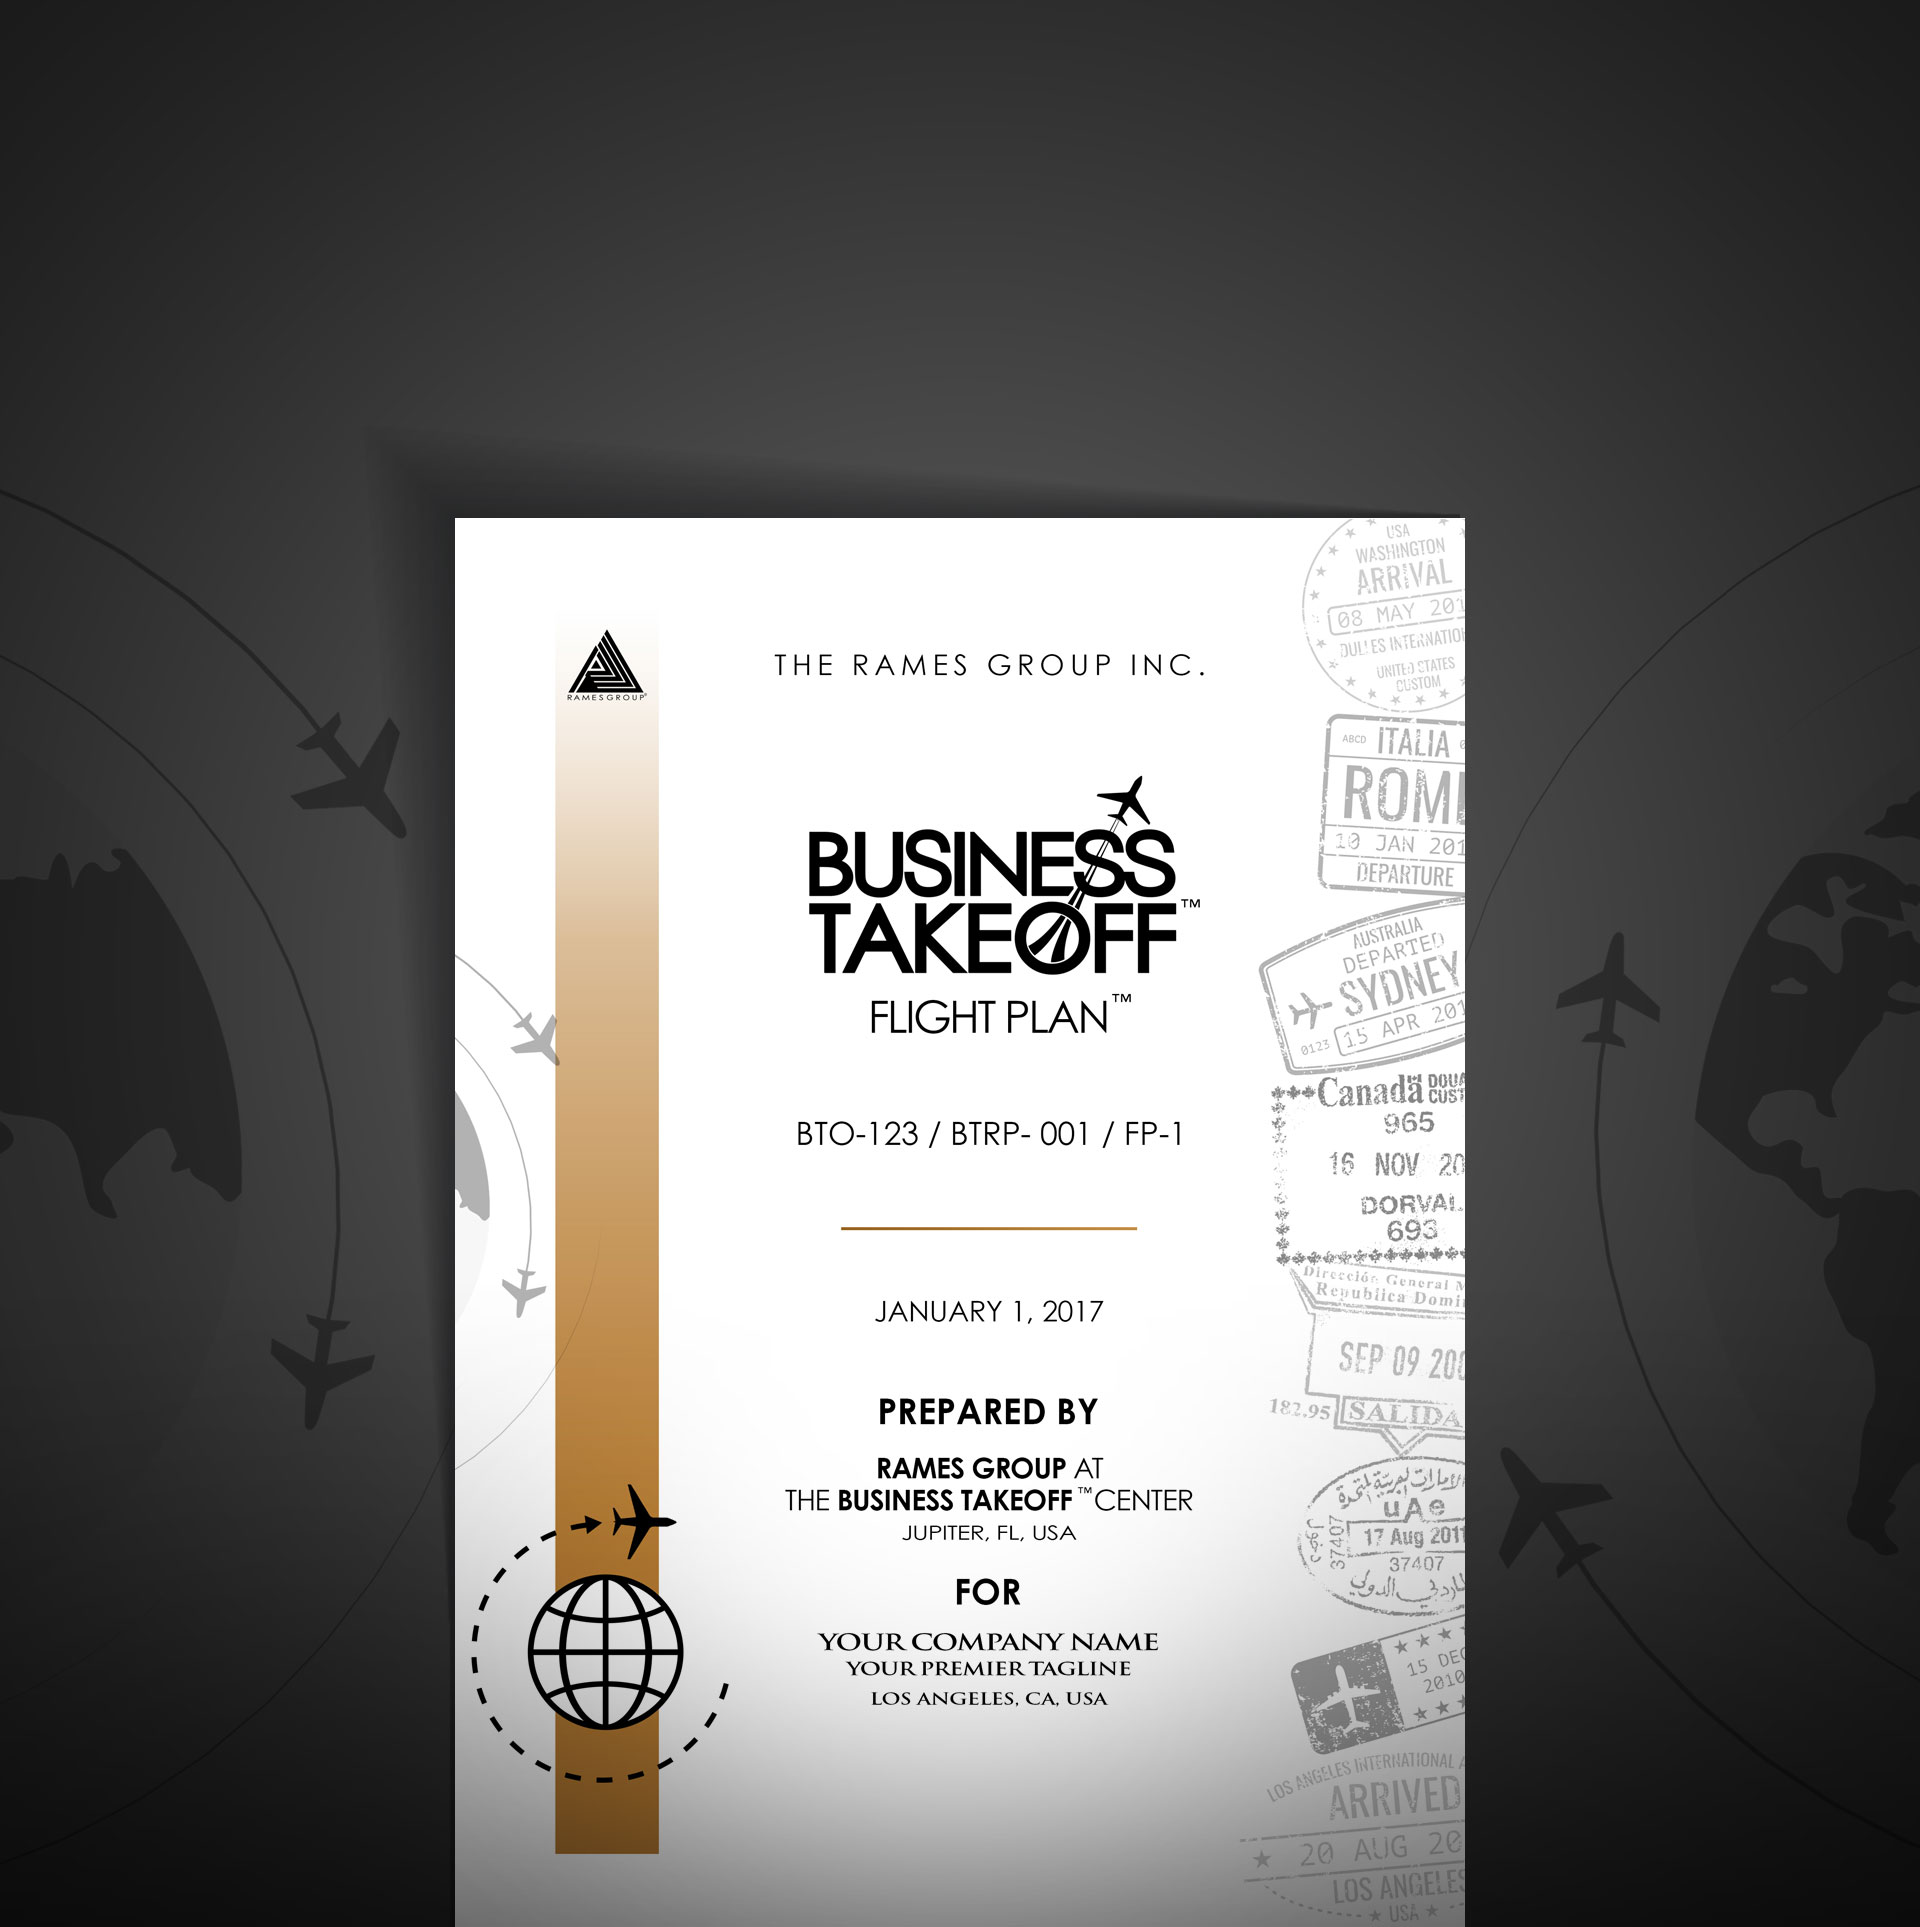 RAMES GROUP®
THE RAMES GROUP INC.
BUSINESS
TAKEOFF™
FLIGHT PLAN™
BTO-123 / BTRP- 001 / FP-1
JANUARY 1, 2017
PREPARED BY
RAMES GROUP AT
THE BUSINESS TAKEOFF™ CENTER
JUPITER, FL, USA
FOR
YOUR COMPANY NAME
YOUR PREMIER TAGLINE
LOS ANGELES, CA, USA
USA
WASHINGTON
ARRIVAL
08 MAY 201
DULLES INTERNATIO
UNITED STATES
CUSTOM
ABCD ITALIA
ROM
10 JAN 201
DEPARTURE
AUSTRALIA
DEPARTED
SYDNEY
0123 15 APR 201
Canada DOUA
CUST
965
16 NOV 20
DORVAL
693
Dirección General M
Republica Domi
SEP 09 200
182.95 SALIDA
الامارات العربية المتحدة
uAe
17 Aug 2011
37407
37407
15 DEC
2010
LOS ANGELES INTERNATIONAL A
ARRIVED
20 AUG 20
LOS ANGELES
USA